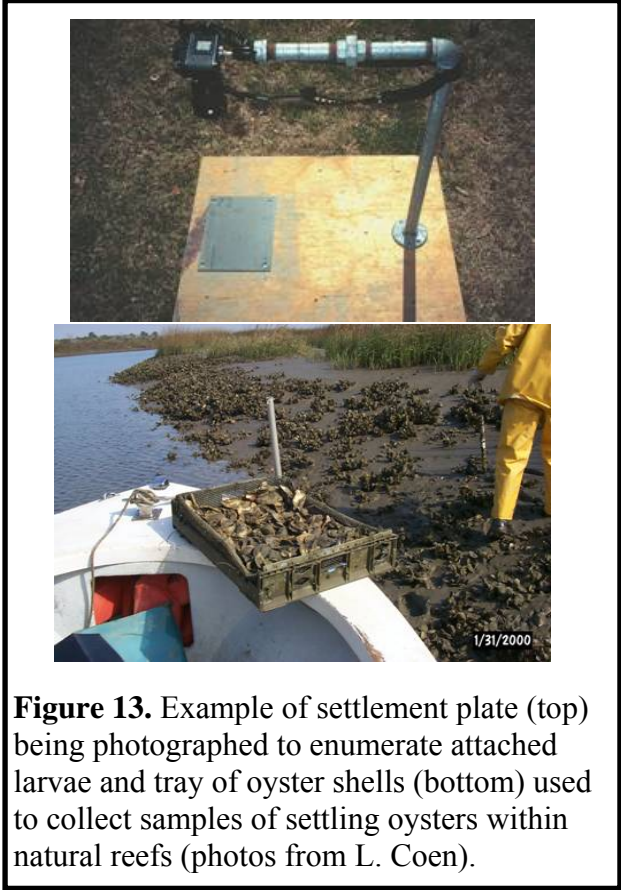 1/31/2000
Figure 13. Example of settlement plate (top)
being photographed to enumerate attached
larvae and tray of oyster shells (bottom) used
to collect samples of settling oysters within
natural reefs (photos from L. Coen).